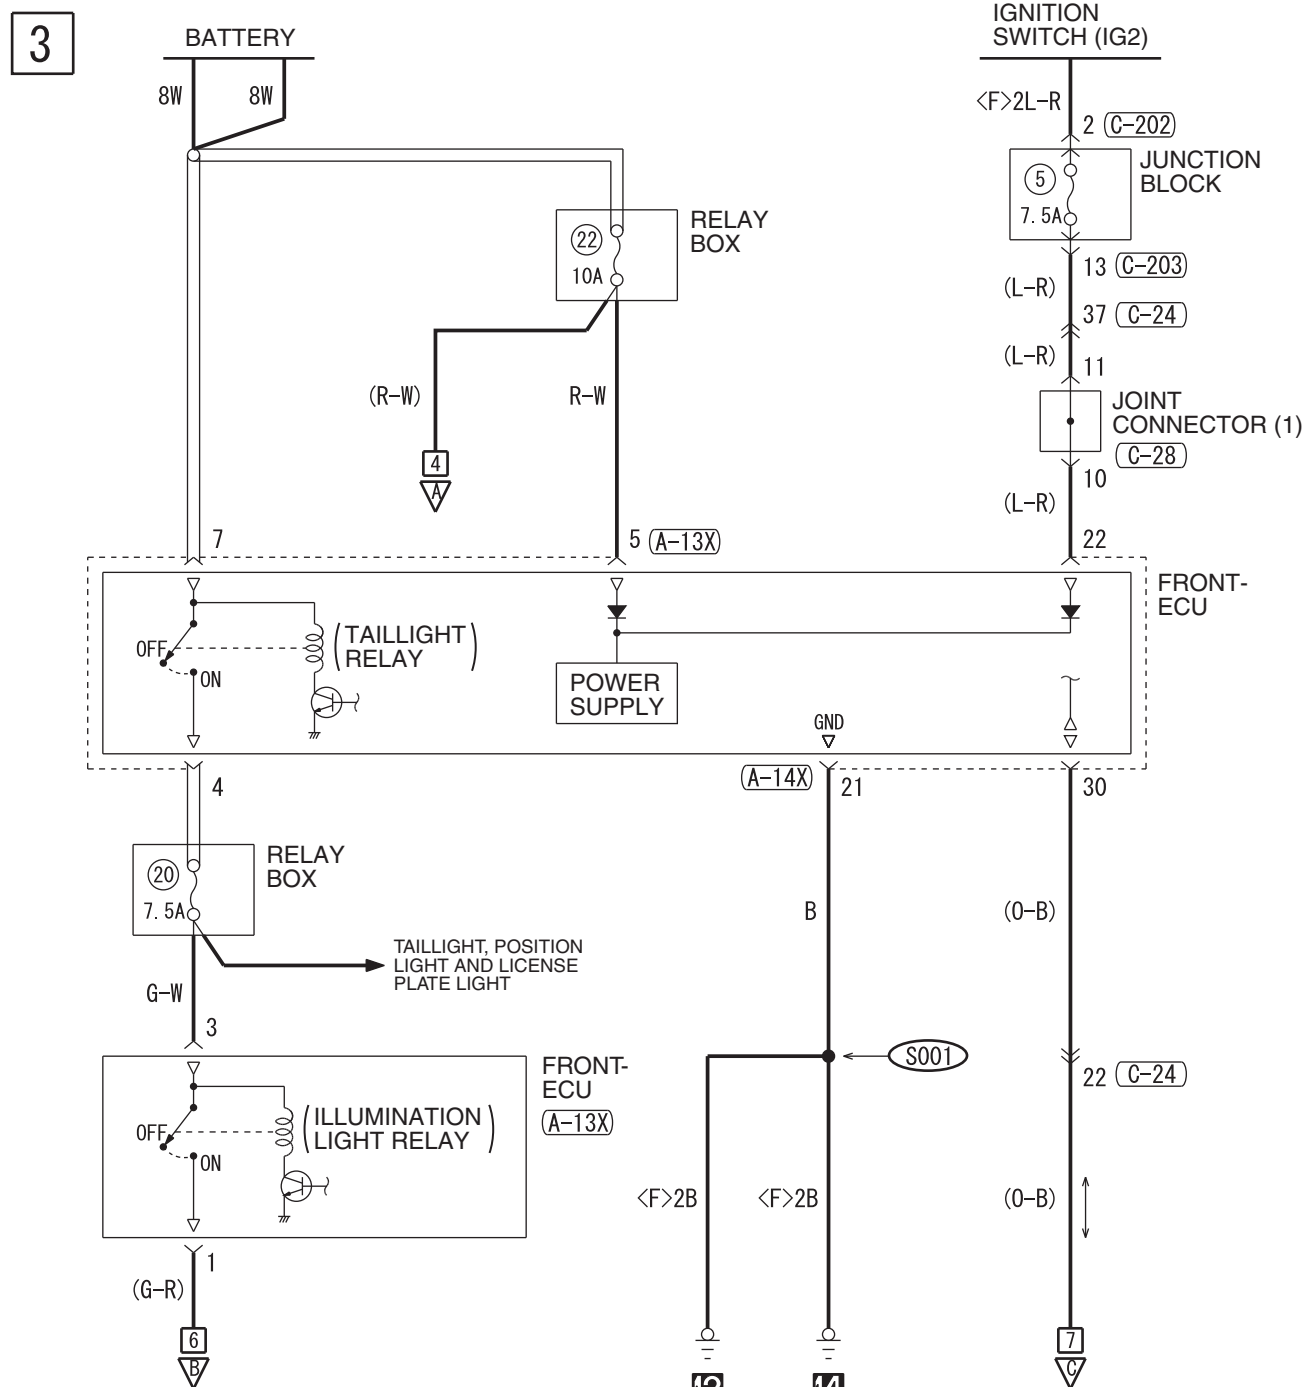 3
BATTERY
IGNITION
SWITCH (IG2)
8W
8W
<F>2L-R
2 (C-202)
JUNCTION
BLOCK
5
7.5A
RELAY
BOX
22
10A
13 (C-203)
(L-R)
37 (C-24)
(L-R)
11
(R-W)
R-W
JOINT
CONNECTOR (1)
(C-28)
10
4
A
(L-R)
7
5 (A-13X)
22
FRONT-
ECU
OFF
ON
(TAILLIGHT
RELAY)
POWER
SUPPLY
GND
4
(A-14X)
21
30
RELAY
BOX
20
7.5A
TAILLIGHT, POSITION
LIGHT AND LICENSE
PLATE LIGHT
B
(O-B)
G-W
3
FRONT-
ECU
(A-13X)
S001
22 (C-24)
OFF
ON
(ILLUMINATION
LIGHT RELAY)
<F>2B
<F>2B
(O-B)
1
(G-R)
6
B
7
C